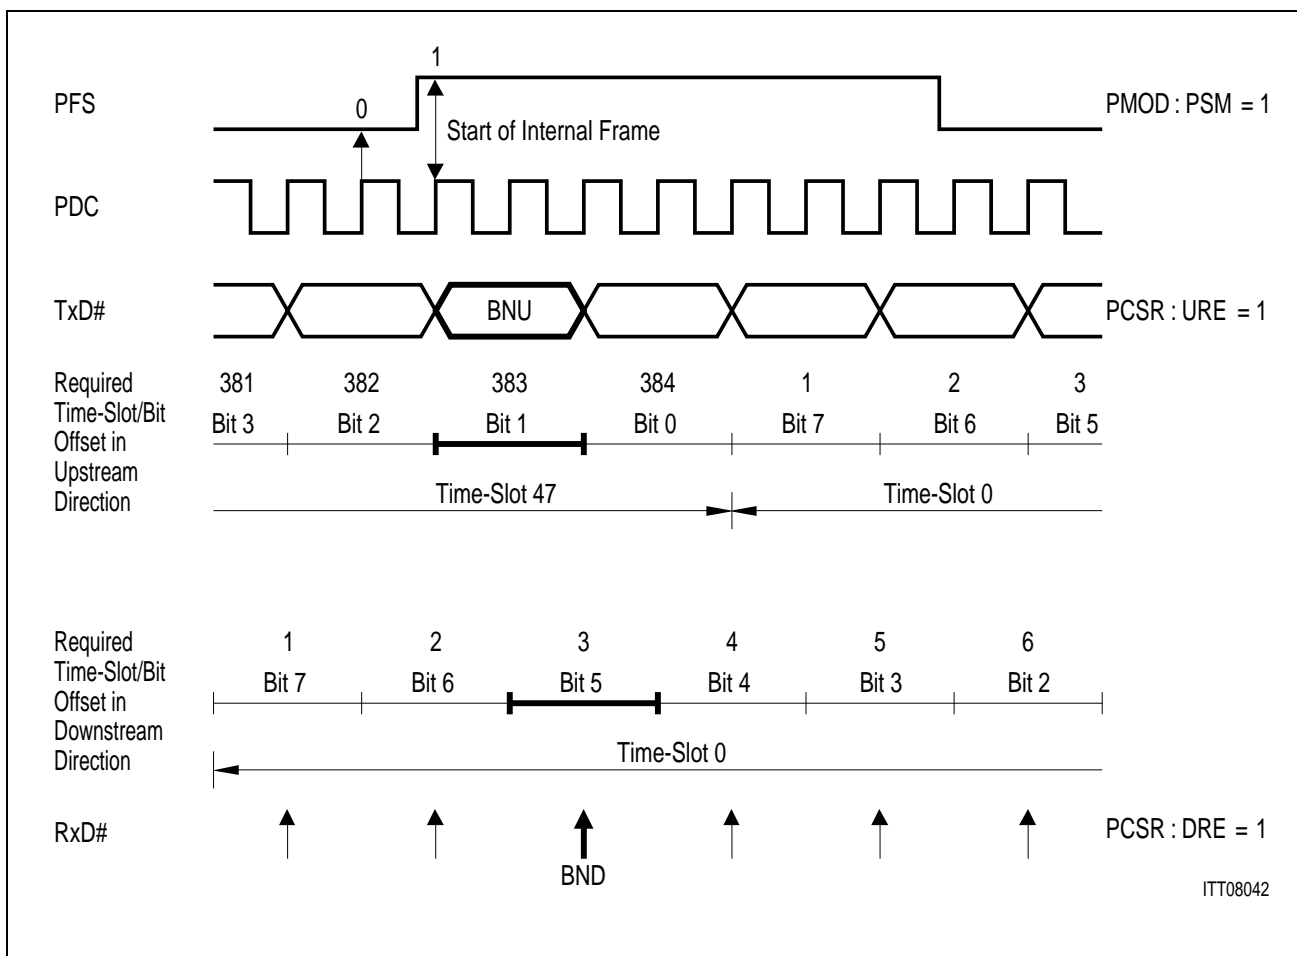 1
PFS
0
PMOD : PSM = 1
Start of Internal Frame
PDC
TxD#
BNU
PCSR : URE = 1
Required
Time-Slot/Bit
Offset in
Upstream
Direction
381 382 383 384 1 2 3
Bit 3 Bit 2 Bit 1 Bit 0 Bit 7 Bit 6 Bit 5
Time-Slot 47 Time-Slot 0
Required
Time-Slot/Bit
Offset in
Downstream
Direction
1 2 3 4 5 6
Bit 7 Bit 6 Bit 5 Bit 4 Bit 3 Bit 2
Time-Slot 0
RxD#
PCSR : DRE = 1
BND
ITT08042